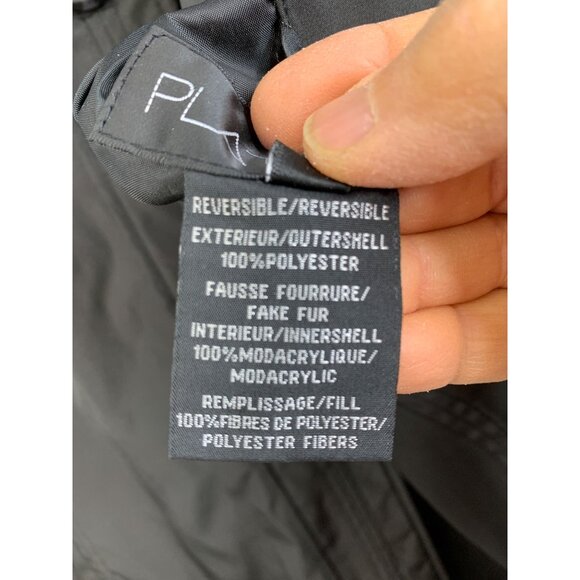 PL
REVERSIBLE/REVERSIBLE
EXTERIEUR/OUTERSHELL
100%POLYESTER
FAUSSE FOURRURE/
FAKE FUR
INTERIEUR/INNERSHELL
100%MODACRYLIQUE/
MODACRYLIC
REMPLISSAGE/FILL
100%FIBRES DE POLYESTER/
POLYESTER FIBERS